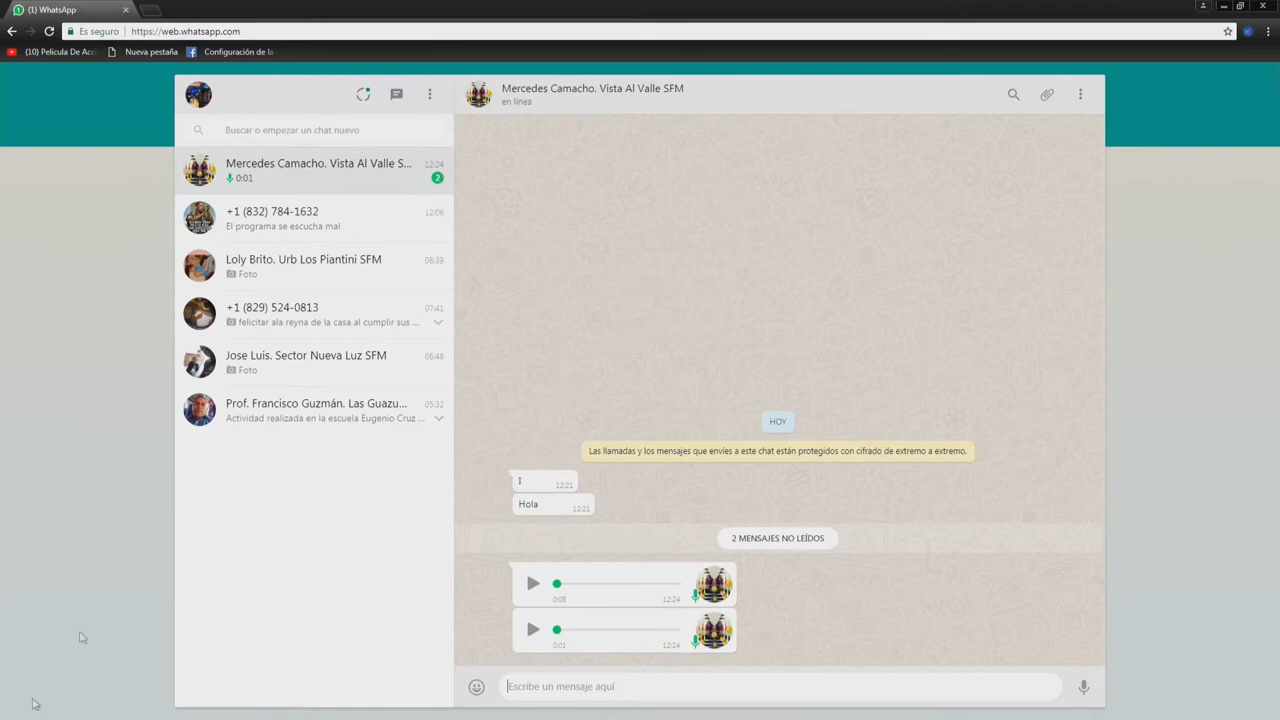 (1) WhatsApp
Es seguro
https://web.whatsapp.com
(10) Pelicula De Acci
Nueva pestaña
Configuración de la
Mercedes Camacho. Vista Al Valle SFM
en línea
Buscar o empezar un chat nuevo
Mercedes Camacho. Vista Al Valle S...
12:24
0:01
2
+1 (832) 784-1632
12:06
El programa se escucha mal
Loly Brito. Urb Los Piantini SFM
08:39
Foto
+1 (829) 524-0813
07:41
felicitar ala reyna de la casa al cumplir sus ...
Jose Luis. Sector Nueva Luz SFM
06:48
Foto
Prof. Francisco Guzmán. Las Guazu...
05:32
Actividad realizada en la escuela Eugenio Cruz ...
HOY
Las llamadas y los mensajes que envíes a este chat están protegidos con cifrado de extremo a extremo.
12:21
Hola
12:21
2 MENSAJES NO LEÍDOS
0:03
12:24
0:01
12:24
Escribe un mensaje aquí